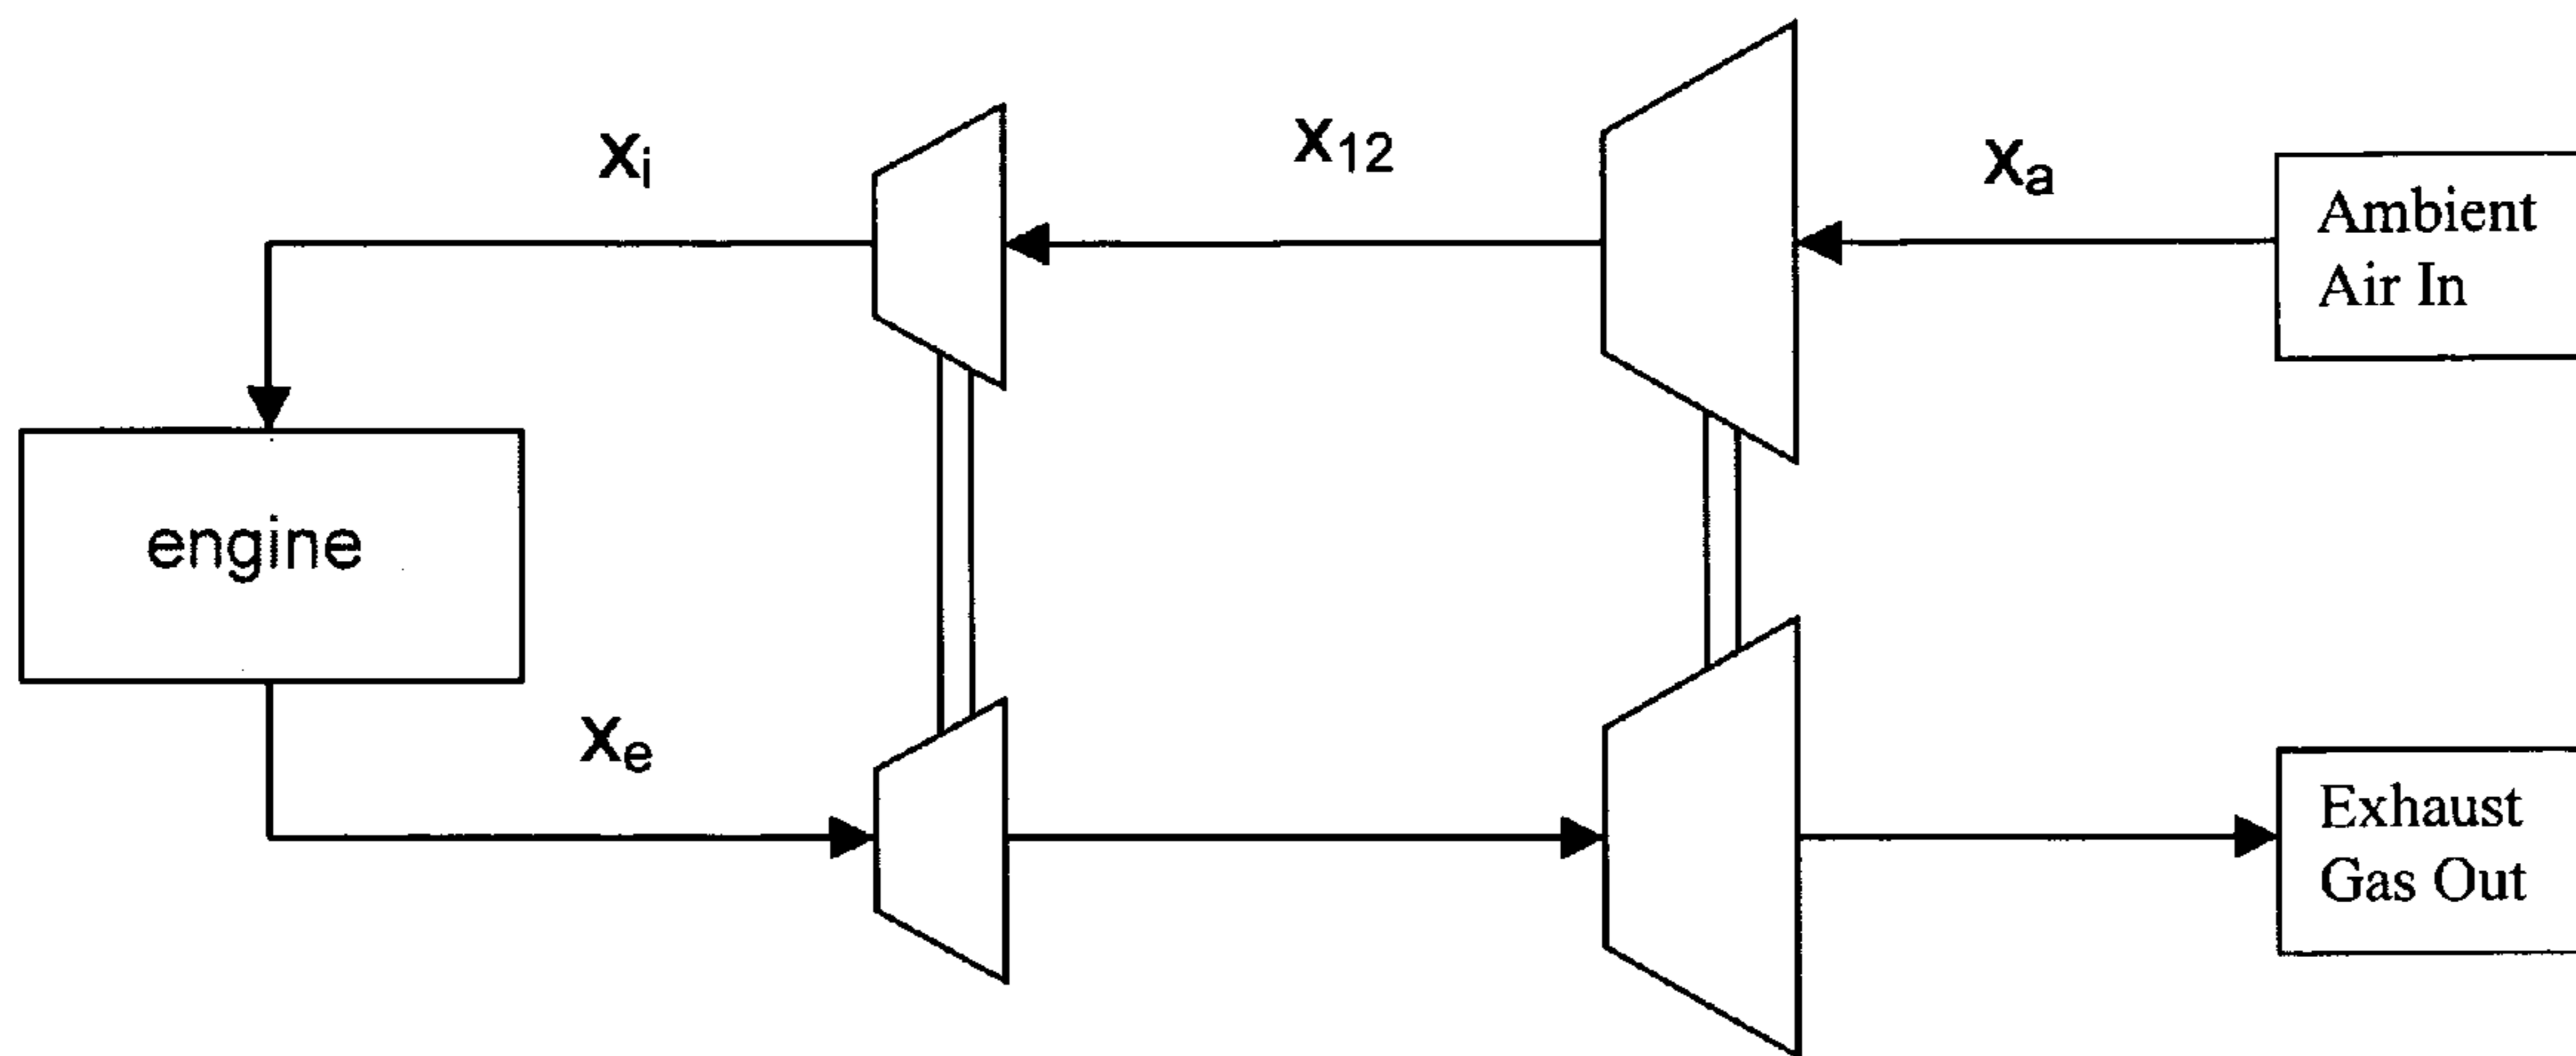 x₁₂
xᵢ
xₐ
Ambient
Air In
engine
xₑ
Exhaust
Gas Out